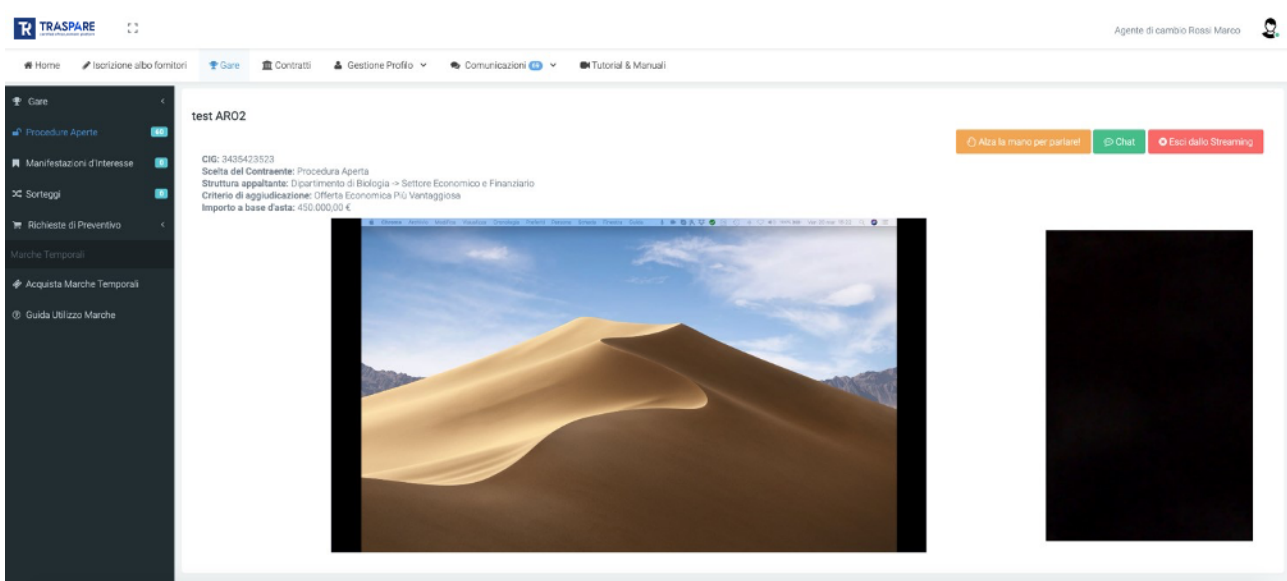 TRASPARE
Agente di cambio Rossi Marco
Home
Iscrizione albo fornitori
Gare
Contratti
Gestione Profilo
Comunicazioni
Tutorial & Manuali
Gare
Procedure Aperte 60
Manifestazioni d'Interesse 0
Sorteggi 0
Richieste di Preventivo
Marche Temporali
Acquista Marche Temporali
Guida Utilizzo Marche
test ARO2
Alza la mano per parlare!
Chat
Esci dallo Streaming
CIG: 3435423523
Scelta del Contraente: Procedura Aperta
Struttura appaltante: Dipartimento di Biologia -> Settore Economico e Finanziario
Criterio di aggiudicazione: Offerta Economica Più Vantaggiosa
Importo a base d'asta: 450.000,00 €